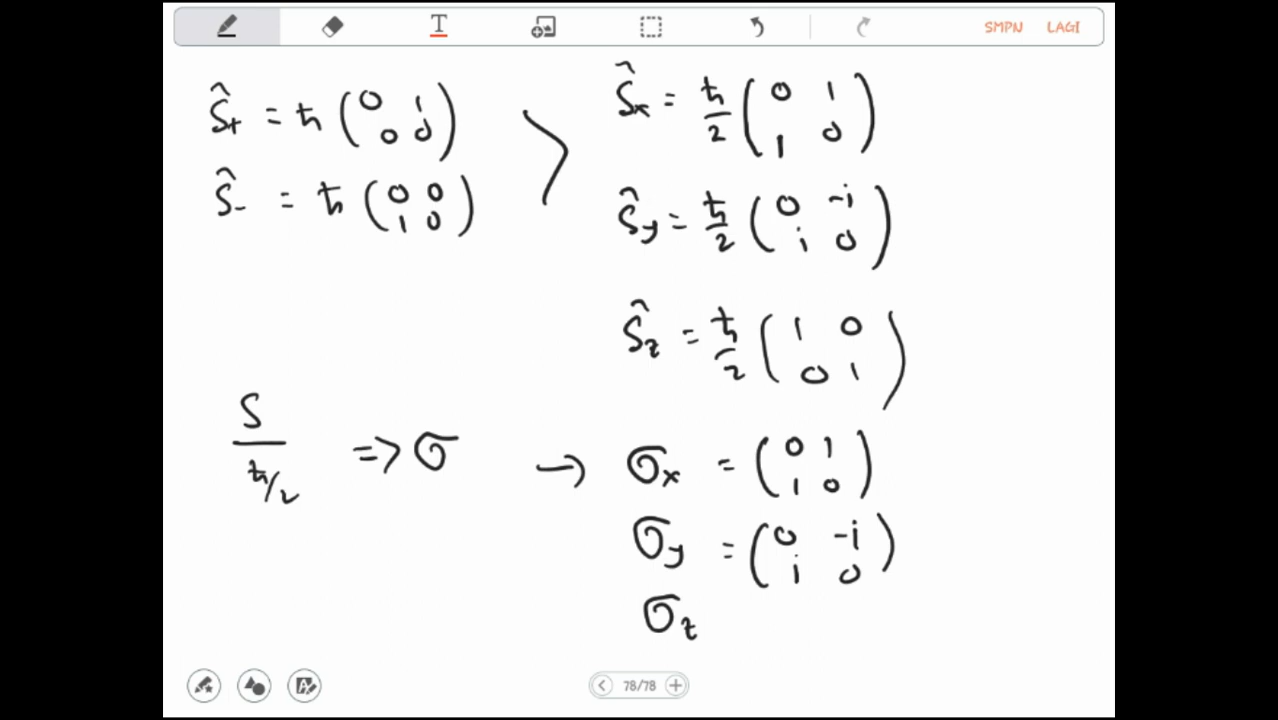 T SMPN LAGI
Ŝ₊ = ħ (0 1
0 0)
Ŝ₋ = ħ (0 0
1 0)
Ŝx = ħ/2 (0 1
1 0)
Ŝy = ħ/2 (0 -i
i 0)
Ŝz = ħ/2 (1 0
0 1)
S
ħ/2
=> σ → σx = (0 1
1 0)
σy = (0 -i
i 0)
σz
78/78